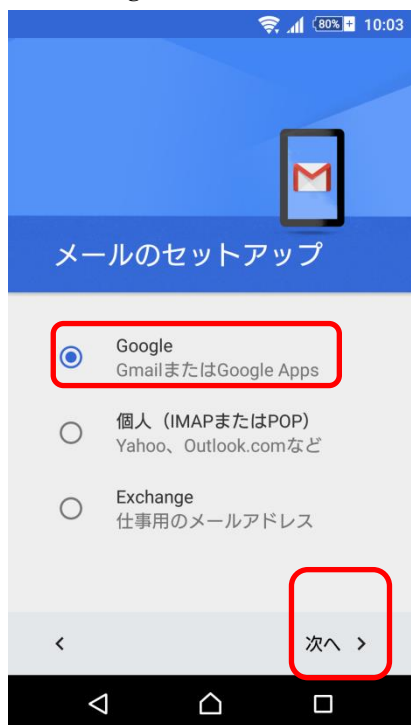 80% 10:03
メールのセットアップ
Google
GmailまたはGoogle Apps
個人（IMAPまたはPOP）
Yahoo、Outlook.comなど
Exchange
仕事用のメールアドレス
次へ